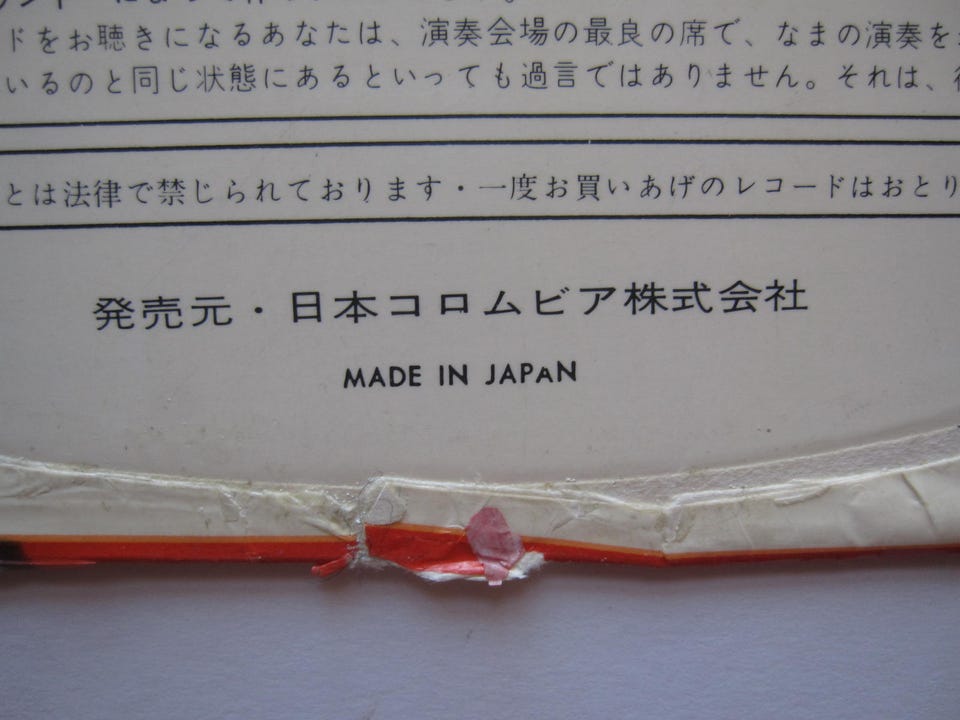 ドをお聴きになるあなたは、演奏会場の最良の席で、なまの演奏を
いるのと同じ状態にあるといっても過言ではありません。それは、
とは法律で禁じられております・一度お買いあげのレコードはおとり
発売元・日本コロムビア株式会社
MADE IN JAPAN